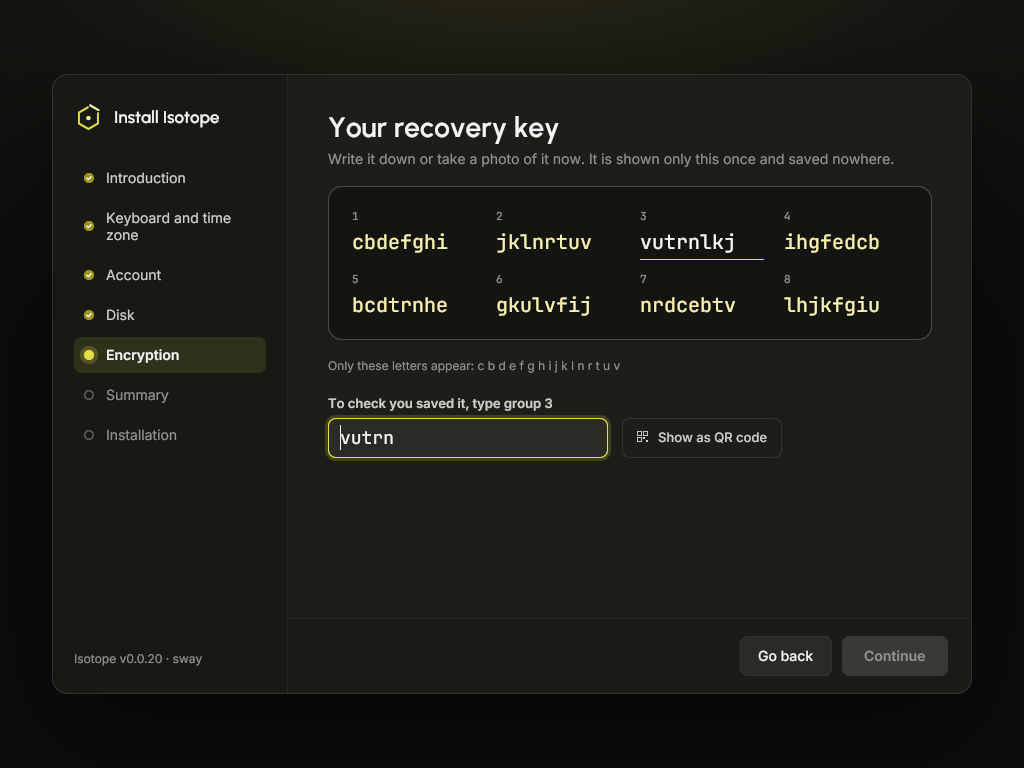 Install Isotope
Introduction
Keyboard and time
zone
Account
Disk
Encryption
Summary
Installation
Isotope v0.0.20 · sway
Your recovery key
Write it down or take a photo of it now. It is shown only this once and saved nowhere.
1 2 3 4
cbdefghi jklnrtuv vutrnlkj ihgfedcb
5 6 7 8
bcdtrnhe gkulvfij nrdcebtv lhjkfgiu
Only these letters appear: c b d e f g h i j k l n r t u v
To check you saved it, type group 3
vutrn
Show as QR code
Go back
Continue